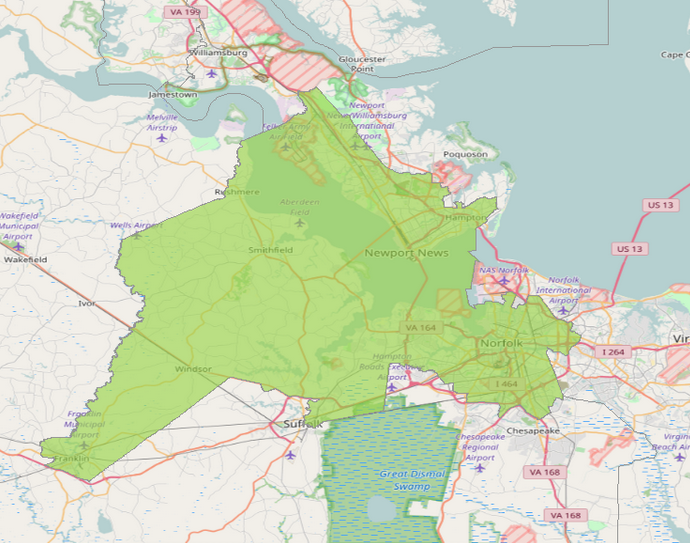 VA 199
Williamsburg
Gloucester
Point
Cape C
Jamestown
Melville
Airstrip
Newport
News/Williamsburg
International
Airport
Felker Army
Airfield
Poquoson
Rushmere
Aberdeen
Field
US 13
Hampton
Wakefield
Municipal
Airport
Wells Airport
Wakefield
Smithfield
Newport News
US 13
NAS Norfolk
Norfolk
International
Airport
Ivor
VA 164
Norfolk
Vir
I 264
Windsor
Hampton
Roads Executive
Airport
I 464
Franklin
Municipal
Airport
Suffolk
Chesapeake
Chesapeake
Regional
Airport
Virgin
Beach Air
Franklin
Great Dismal
Swamp
VA 168
VA 168